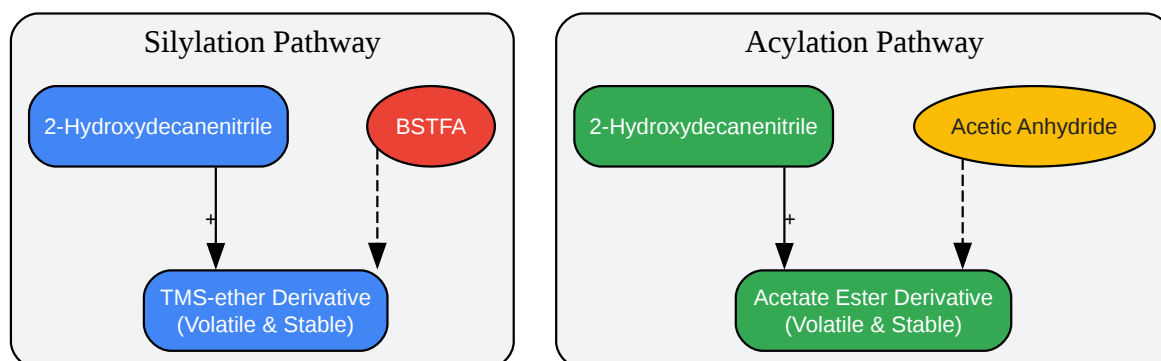 Silylation Pathway
2-Hydroxydecanenitrile
BSTFA
+
TMS-ether Derivative
(Volatile & Stable)
Acylation Pathway
2-Hydroxydecanenitrile
Acetic Anhydride
+
Acetate Ester Derivative
(Volatile & Stable)